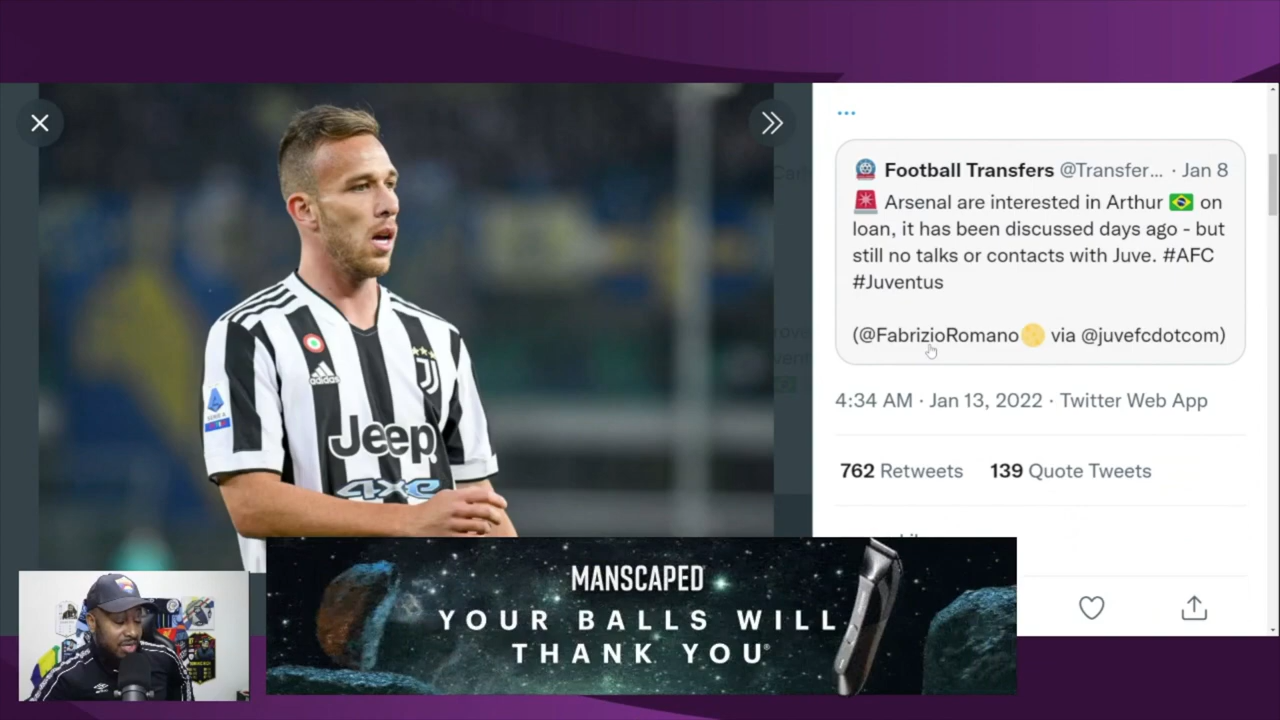 ...
Football Transfers @Transfer... · Jan 8
Arsenal are interested in Arthur on
loan, it has been discussed days ago - but
still no talks or contacts with Juve. #AFC
#Juventus
(@FabrizioRomano via @juvefcdotcom)
4:34 AM · Jan 13, 2022 · Twitter Web App
762 Retweets 139 Quote Tweets
adidas
Jeep
4xe
MANSCAPED
YOUR BALLS WILL
THANK YOU